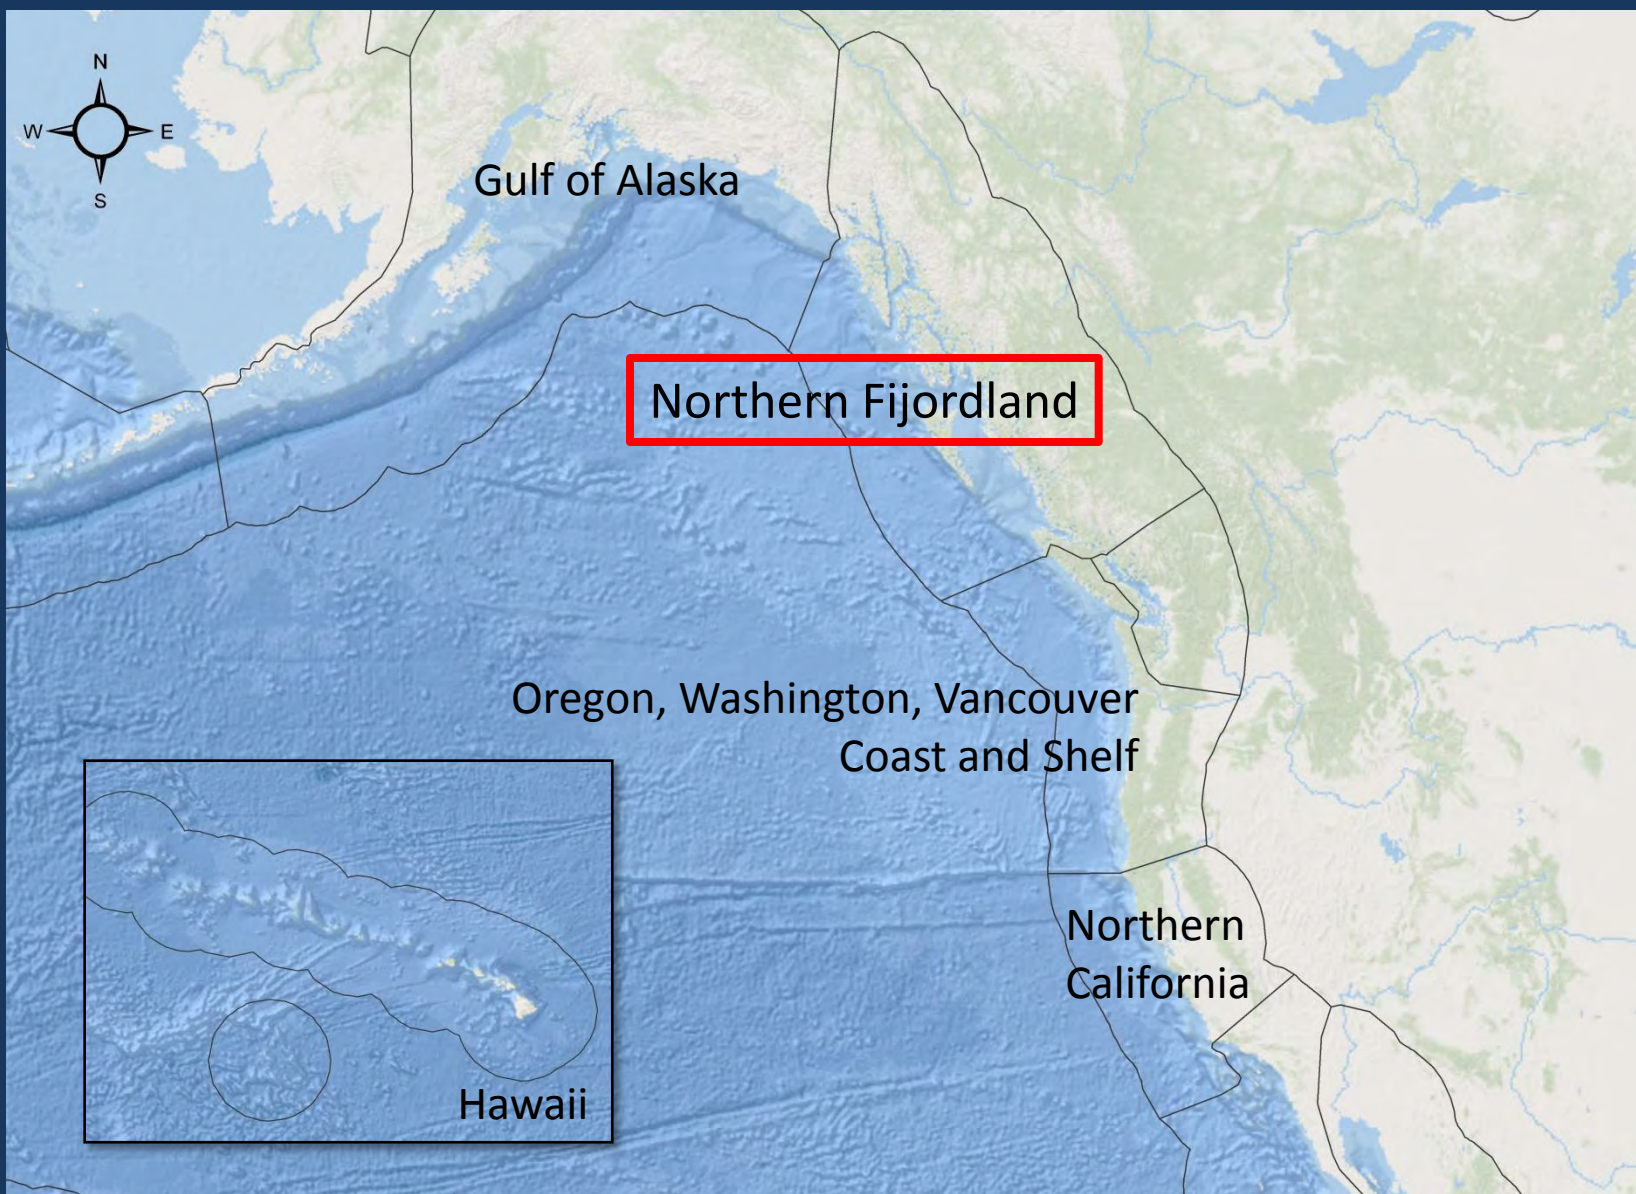 N
W E
S
Gulf of Alaska
Northern Fijordland
Oregon, Washington, Vancouver
Coast and Shelf
Northern
California
Hawaii